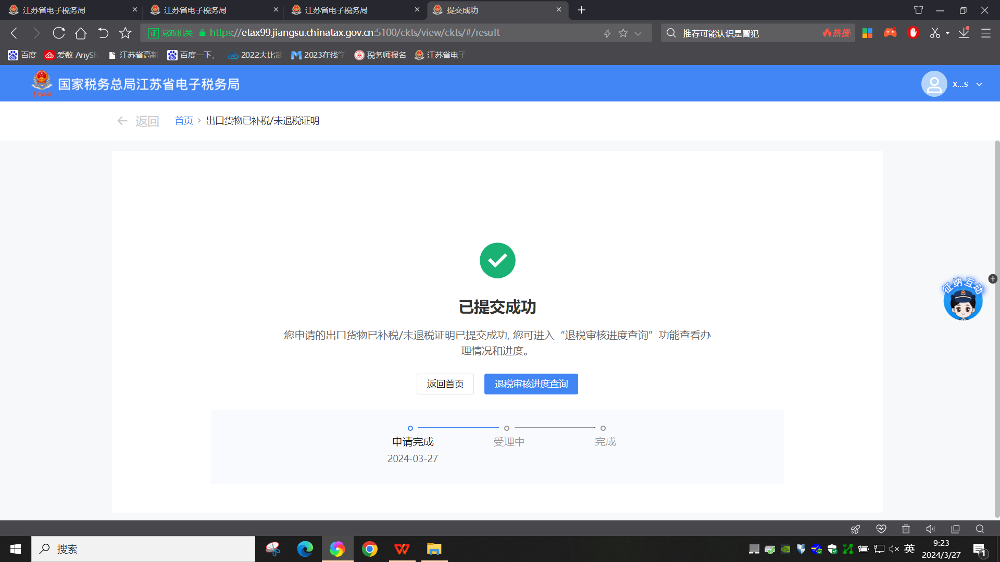 江苏省电子税务局
江苏省电子税务局
江苏省电子税务局
提交成功
证 党政机关 https://etax99.jiangsu.chinatax.gov.cn:5100/ckts/view/ckts/#/result
推荐可能认识是冒犯 热搜
百度
爱数 AnySh
江苏省高新
百度一下,
2022大比武
2023在线学
税务师报名
江苏省电子
国家税务总局江苏省电子税务局
x...s
返回
首页 > 出口货物已补税/未退税证明
征纳互动
已提交成功
您申请的出口货物已补税/未退税证明已提交成功, 您可进入“退税审核进度查询”功能查看办
理情况和进度。
返回首页
退税审核进度查询
申请完成 受理中 完成
2024-03-27
搜索
英
9:23
2024/3/27
1